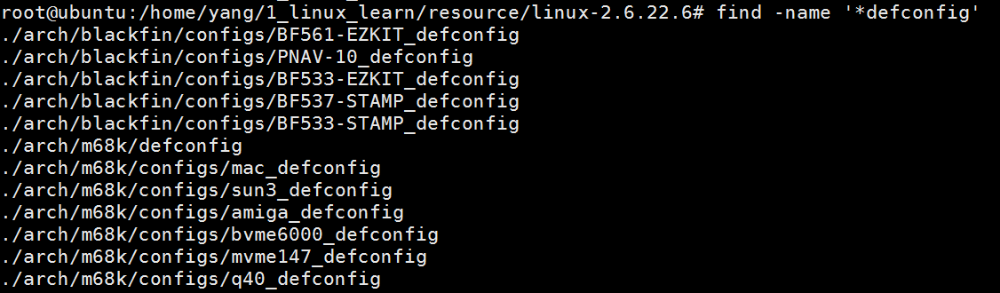 root@ubuntu:/home/yang/1_linux_learn/resource/linux-2.6.22.6# find -name '*defconfig'
./arch/blackfin/configs/BF561-EZKIT_defconfig
./arch/blackfin/configs/PNAV-10_defconfig
./arch/blackfin/configs/BF533-EZKIT_defconfig
./arch/blackfin/configs/BF537-STAMP_defconfig
./arch/blackfin/configs/BF533-STAMP_defconfig
./arch/m68k/defconfig
./arch/m68k/configs/mac_defconfig
./arch/m68k/configs/sun3_defconfig
./arch/m68k/configs/amiga_defconfig
./arch/m68k/configs/bvme6000_defconfig
./arch/m68k/configs/mvme147_defconfig
./arch/m68k/configs/q40_defconfig